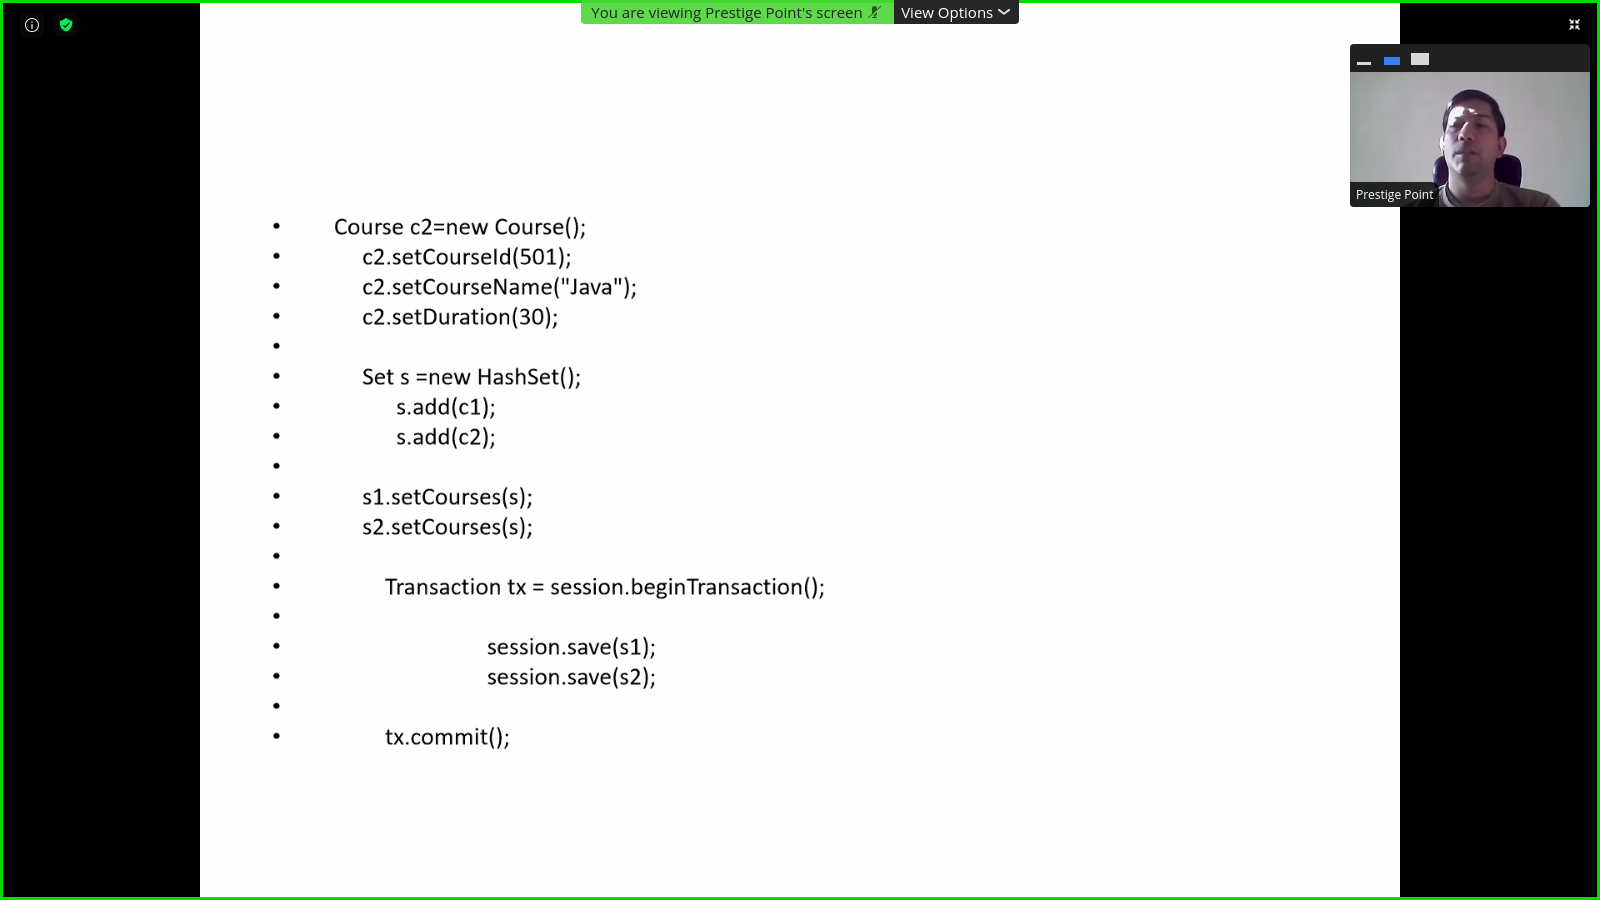 You are viewing Prestige Point's screen View Options
Prestige Point
Course c2=new Course();
c2.setCourseId(501);
c2.setCourseName("Java");
c2.setDuration(30);
Set s =new HashSet();
s.add(c1);
s.add(c2);
s1.setCourses(s);
s2.setCourses(s);
Transaction tx = session.beginTransaction();
session.save(s1);
session.save(s2);
tx.commit();